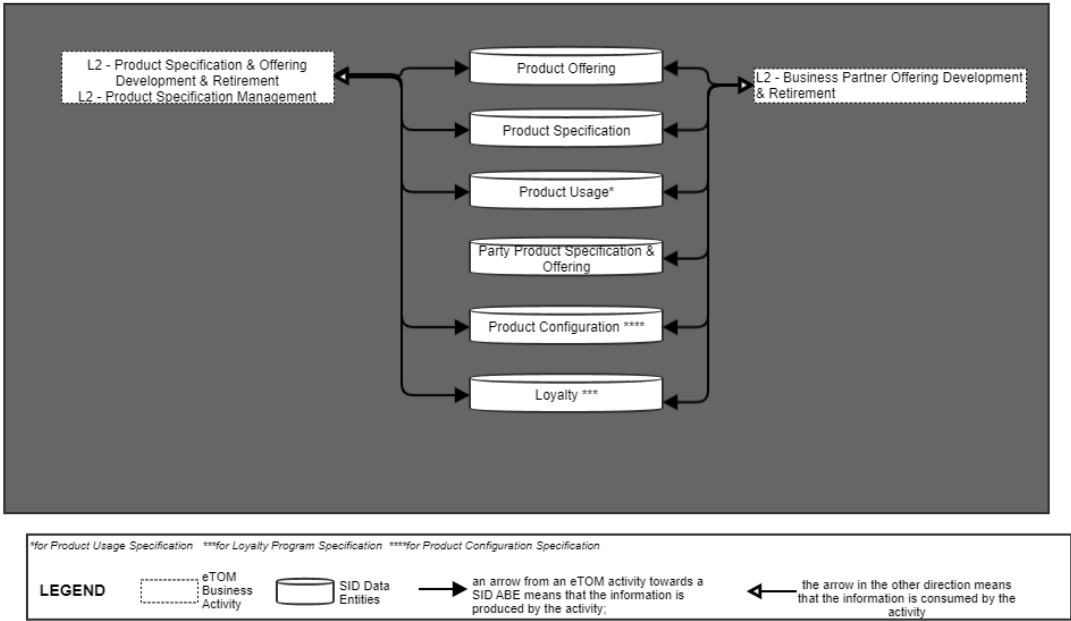 L2 - Product Specification & Offering
Development & Retirement
L2 - Product Specification Management
Product Offering
L2 - Business Partner Offering Development
& Retirement
Product Specification
Product Usage*
Party Product Specification &
Offering
Product Configuration ****
Loyalty ***
*for Product Usage Specification ***for Loyalty Program Specification ****for Product Configuration Specification
LEGEND
eTOM
Business
Activity
SID Data
Entities
an arrow from an eTOM activity towards a
SID ABE means that the information is
produced by the activity;
the arrow in the other direction means
that the information is consumed by the
activity